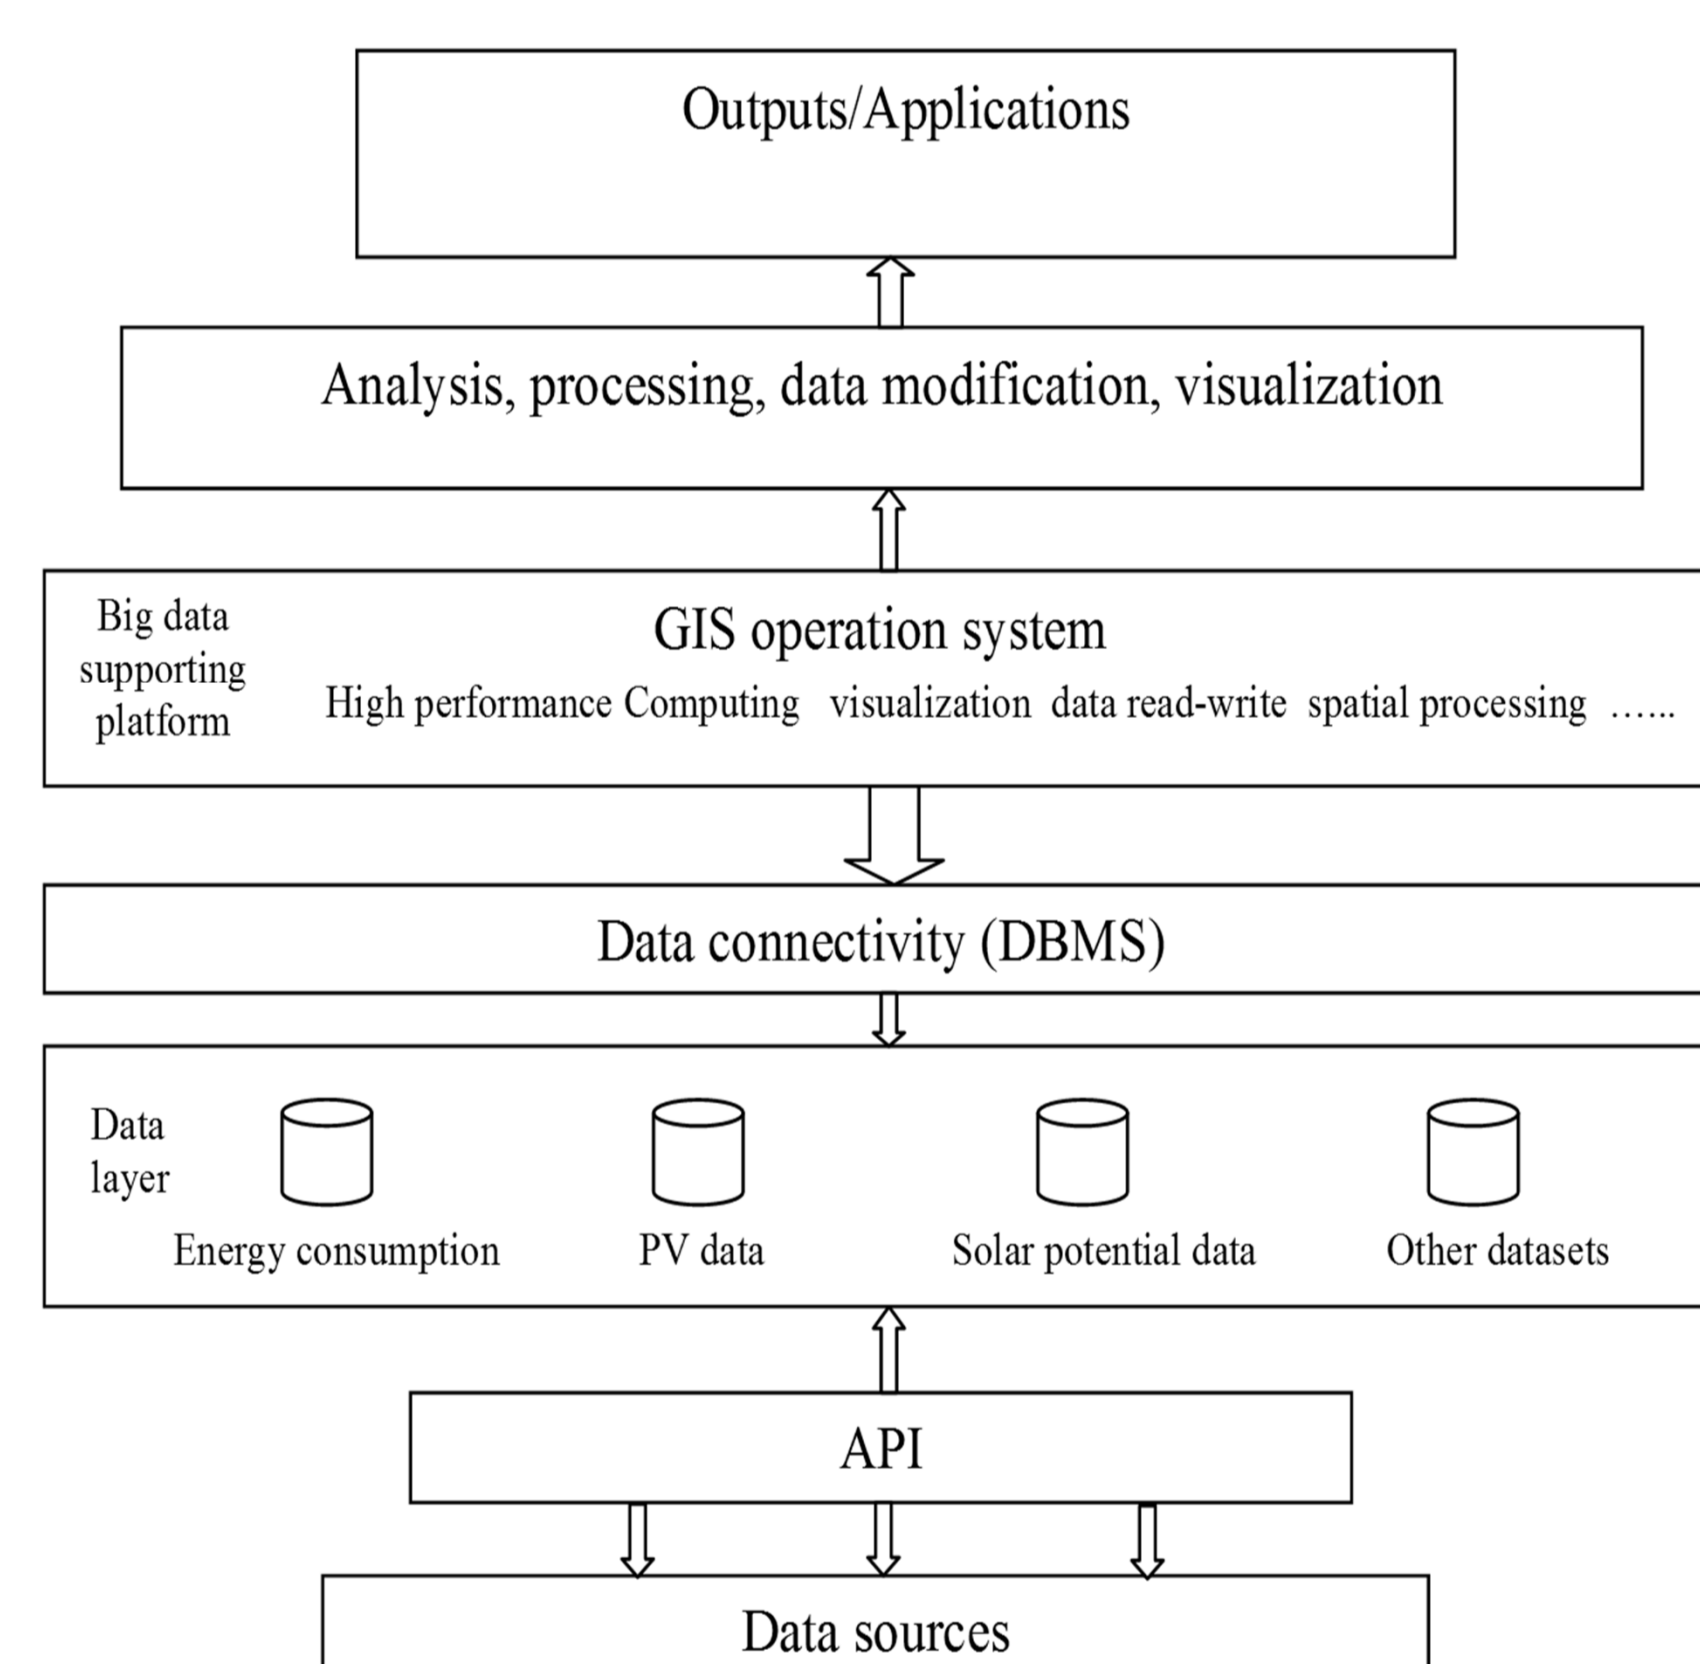 Outputs/Applications
Analysis, processing, data modification, visualization
Big data
supporting
platform
GIS operation system
High performance Computing visualization data read-write spatial processing ......
Data connectivity (DBMS)
Data
layer
Energy consumption PV data Solar potential data Other datasets
API
Data sources